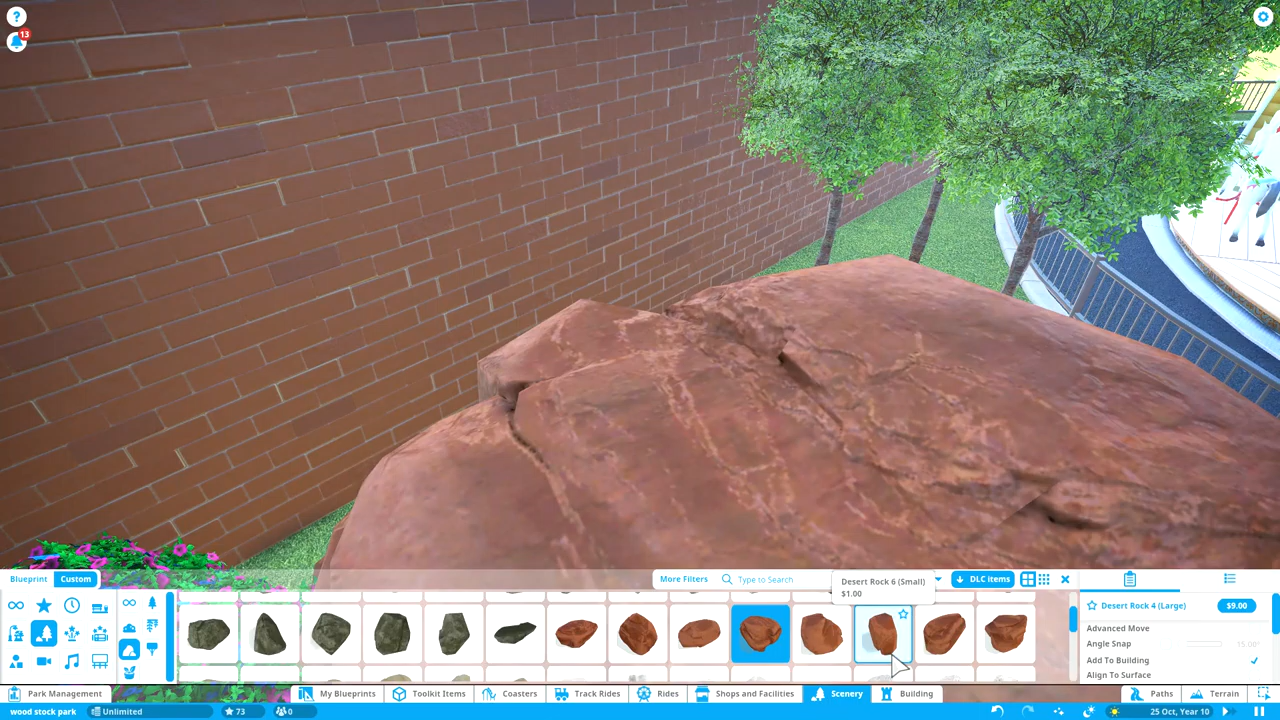 ?
13
Blueprint
Custom
More Filters
Type to Search
DLC items
Desert Rock 6 (Small)
$1.00
Desert Rock 4 (Large)
$9.00
Advanced Move
Angle Snap
15.00°
Add To Building
Align To Surface
Park Management
My Blueprints
Toolkit Items
Coasters
Track Rides
Rides
Shops and Facilities
Scenery
Building
Paths
Terrain
wood stock park
Unlimited
73
0
25 Oct, Year 10